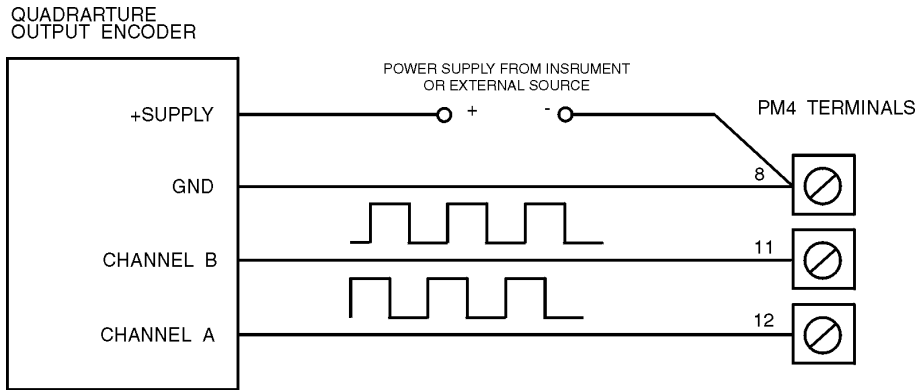 QUADRARTURE
OUTPUT ENCODER
POWER SUPPLY FROM INSRUMENT
OR EXTERNAL SOURCE
+SUPPLY
+
-
PM4 TERMINALS
GND
8
CHANNEL B
11
CHANNEL A
12